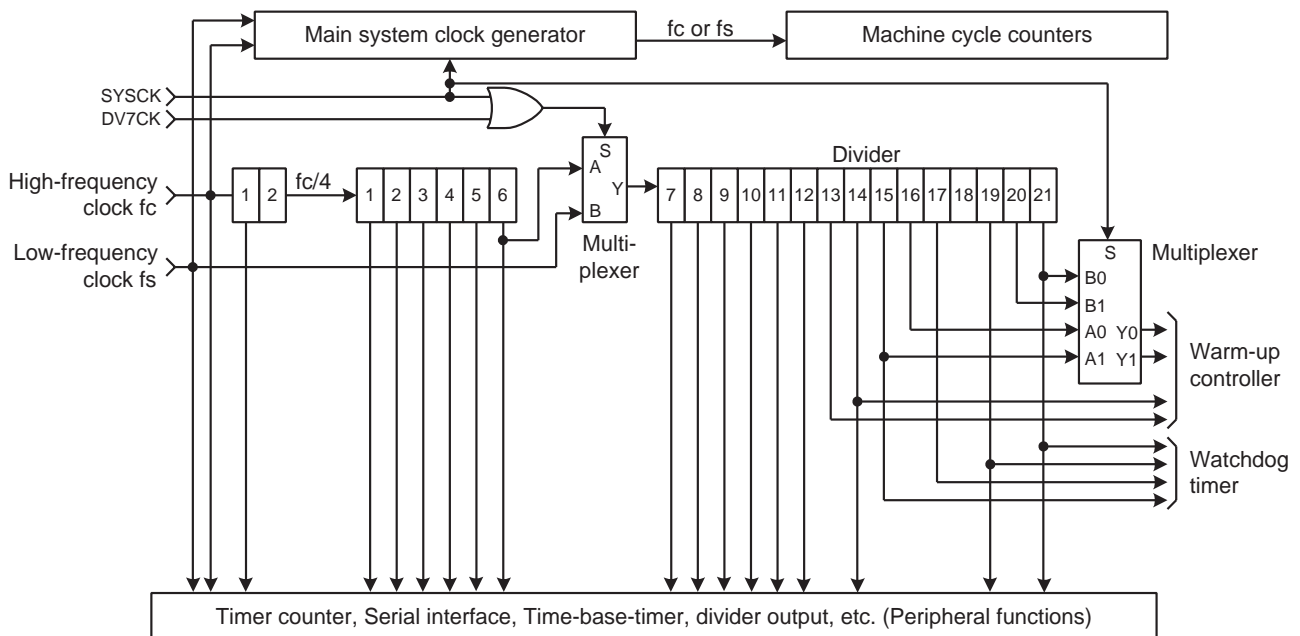 Main system clock generator
fc or fs
Machine cycle counters
SYSCK
DV7CK
High-frequency
clock fc
1 2
fc/4
1 2 3 4 5 6
S
A
Y
B
Multi-
plexer
Divider
7 8 9 10 11 12 13 14 15 16 17 18 19 20 21
Low-frequency
clock fs
S
B0
B1
A0 Y0
A1 Y1
Multiplexer
Warm-up
controller
Watchdog
timer
Timer counter, Serial interface, Time-base-timer, divider output, etc. (Peripheral functions)